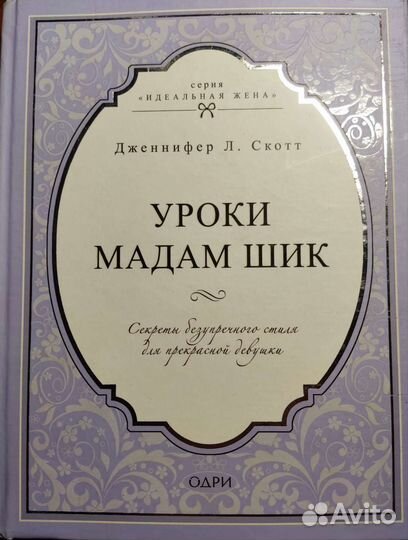 серия
«ИДЕАЛЬНАЯ ЖЕНА»
Дженнифер Л. Скотт
УРОКИ
МАДАМ ШИК
Секреты безупречного стиля
для прекрасной девушки
ОДРИ
Avito